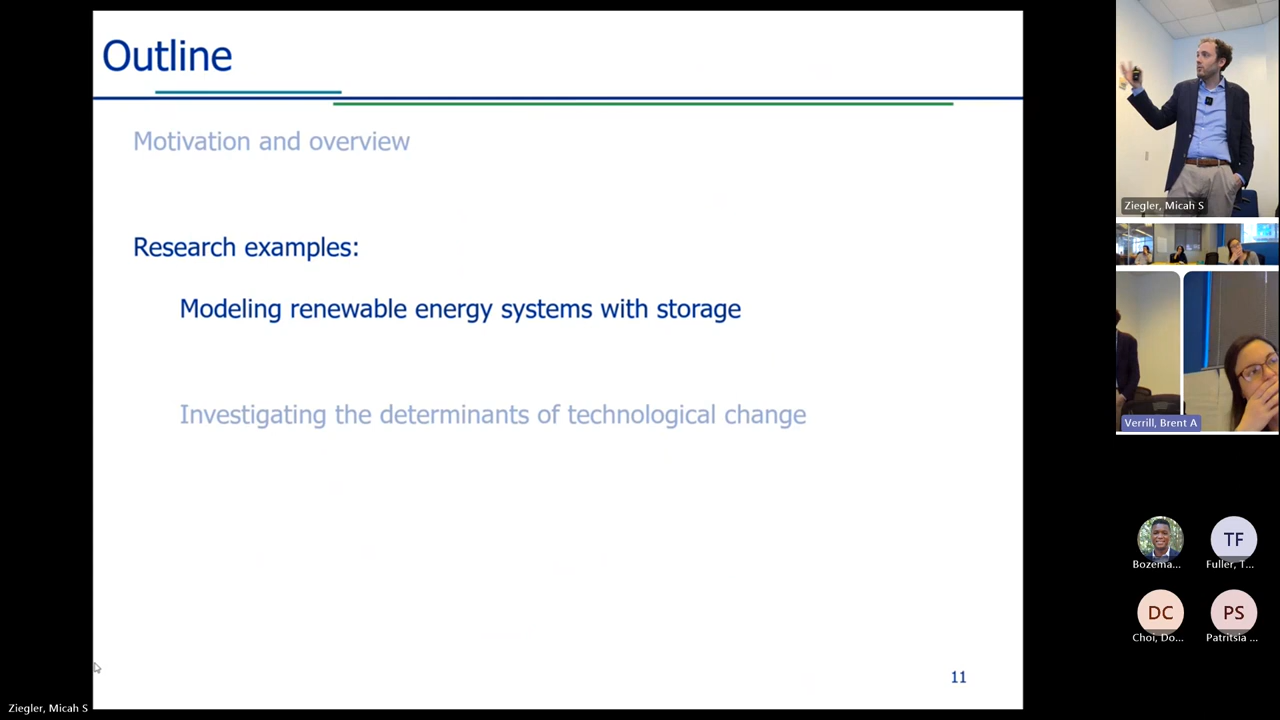 Outline
Motivation and overview
Research examples:
Modeling renewable energy systems with storage
Investigating the determinants of technological change
11
Ziegler, Micah S
Ziegler, Micah S
Verrill, Brent A
Bozema...
TF
Fuller, T...
DC
Choi, Do...
PS
Patritsia ...